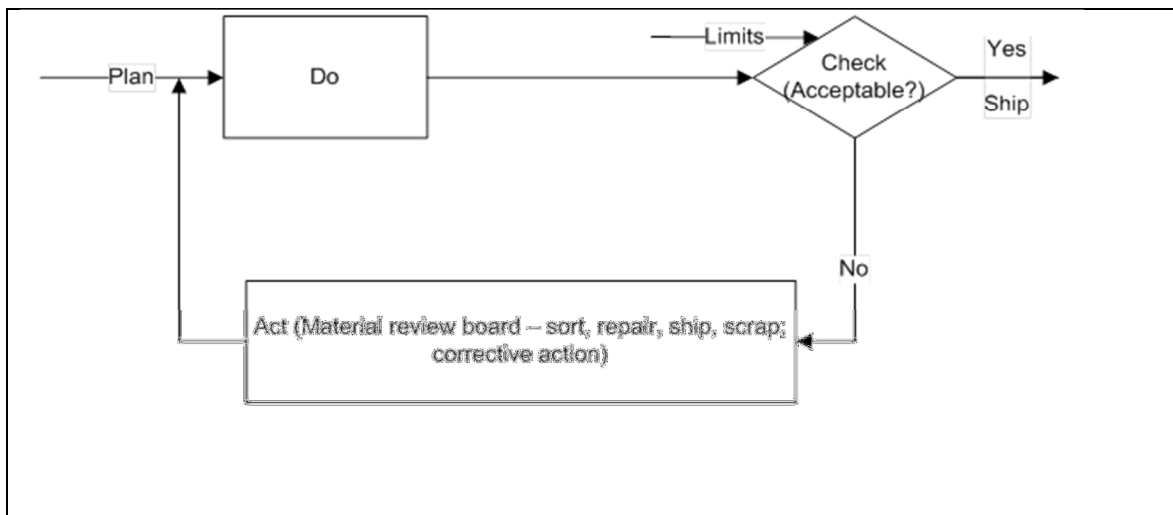 Plan
Do
Limits
Check
(Acceptable?)
Yes
Ship
No
Act (Material review board – sort, repair, ship, scrap;
corrective action)